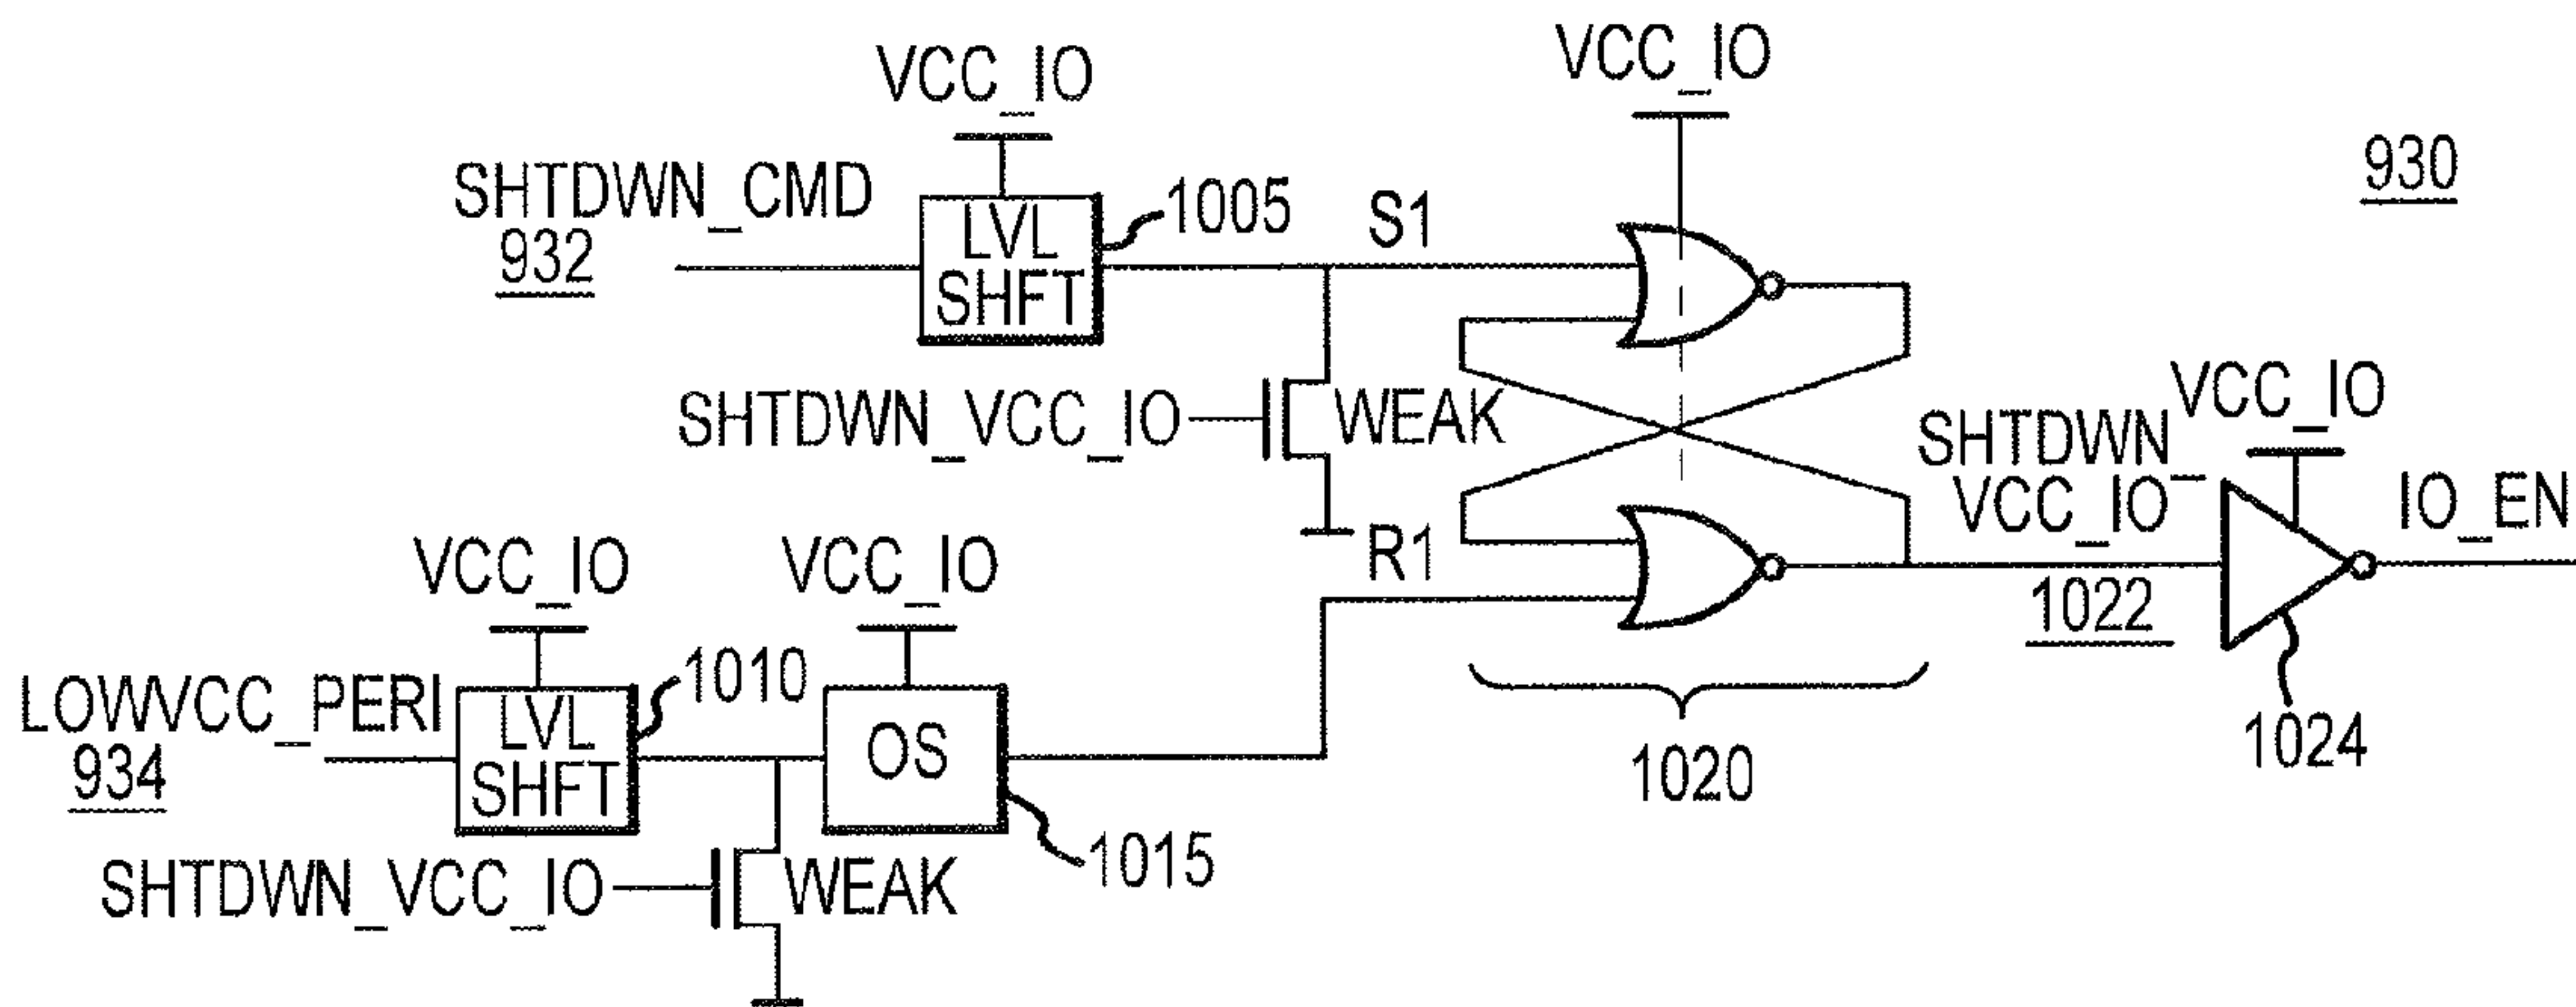 VCC_IO
VCC_IO
930
SHTDWN_CMD
932
LVL
SHFT
1005
S1
SHTDWN_VCC_IO
WEAK
R1
SHTDWN_
VCC_IO
1022
VCC_IO
IO_EN
1024
VCC_IO
VCC_IO
LOWVCC_PERI
934
LVL
SHFT
1010
OS
1015
1020
SHTDWN_VCC_IO
WEAK